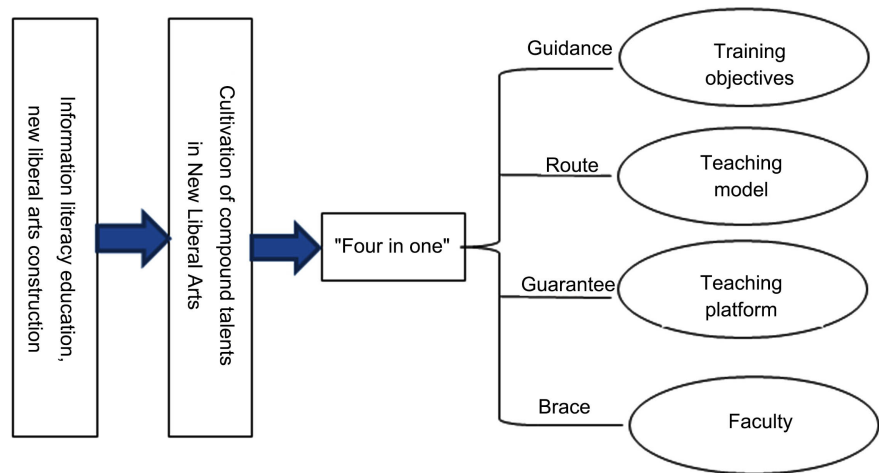 Information literacy education,
new liberal arts construction
Cultivation of compound talents
in New Liberal Arts
"Four in one"
Guidance
Training
objectives
Route
Teaching
model
Guarantee
Teaching
platform
Brace
Faculty